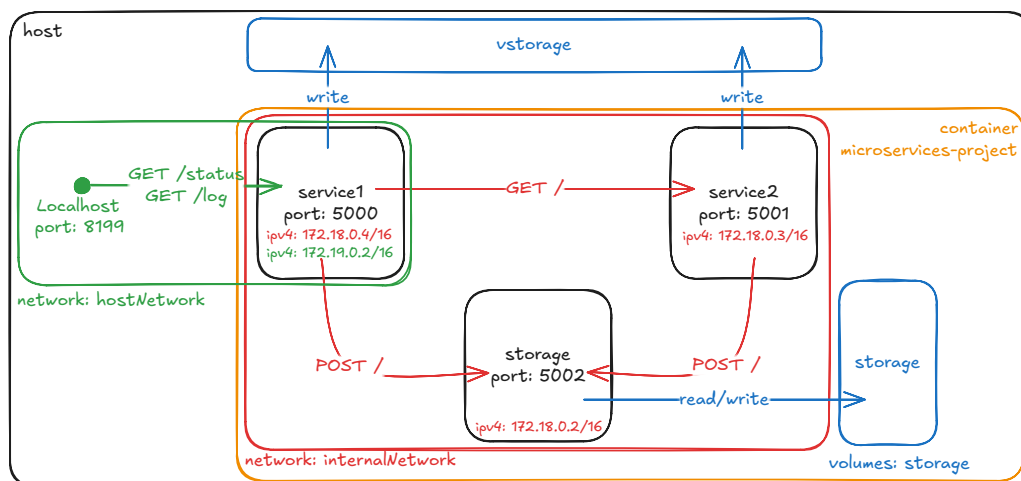 host
vstorage
write
write
container
microservices-project
GET /status
GET /log
Localhost
port: 8199
service1
port: 5000
ipv4: 172.18.0.4/16
ipv4: 172.19.0.2/16
GET /
service2
port: 5001
ipv4: 172.18.0.3/16
network: hostNetwork
POST /
storage
port: 5002
ipv4: 172.18.0.2/16
POST /
read/write
storage
network: internalNetwork
volumes: storage